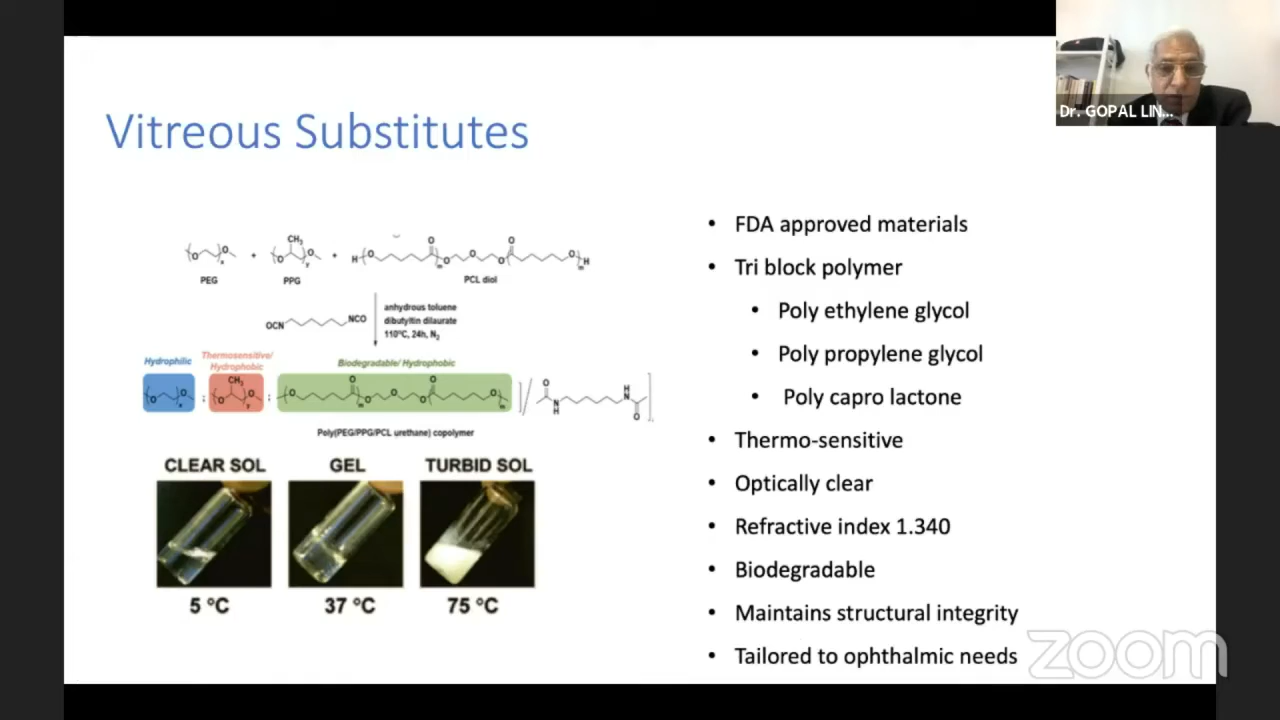 Dr. GOPAL LIN...
Vitreous Substitutes
PEG
+
CH3
PPG
+
PCL diol
OCN
NCO
anhydrous toluene
dibutyltin dilaurate
110°C, 24h, N2
Hydrophilic
Thermosensitive/
Hydrophobic
Biodegradable/ Hydrophobic
Poly(PEG/PPG/PCL urethane) copolymer
CLEAR SOL
GEL
TURBID SOL
5 °C
37 °C
75 °C
• FDA approved materials
• Tri block polymer
• Poly ethylene glycol
• Poly propylene glycol
• Poly capro lactone
• Thermo-sensitive
• Optically clear
• Refractive index 1.340
• Biodegradable
• Maintains structural integrity
• Tailored to ophthalmic needs
zoom